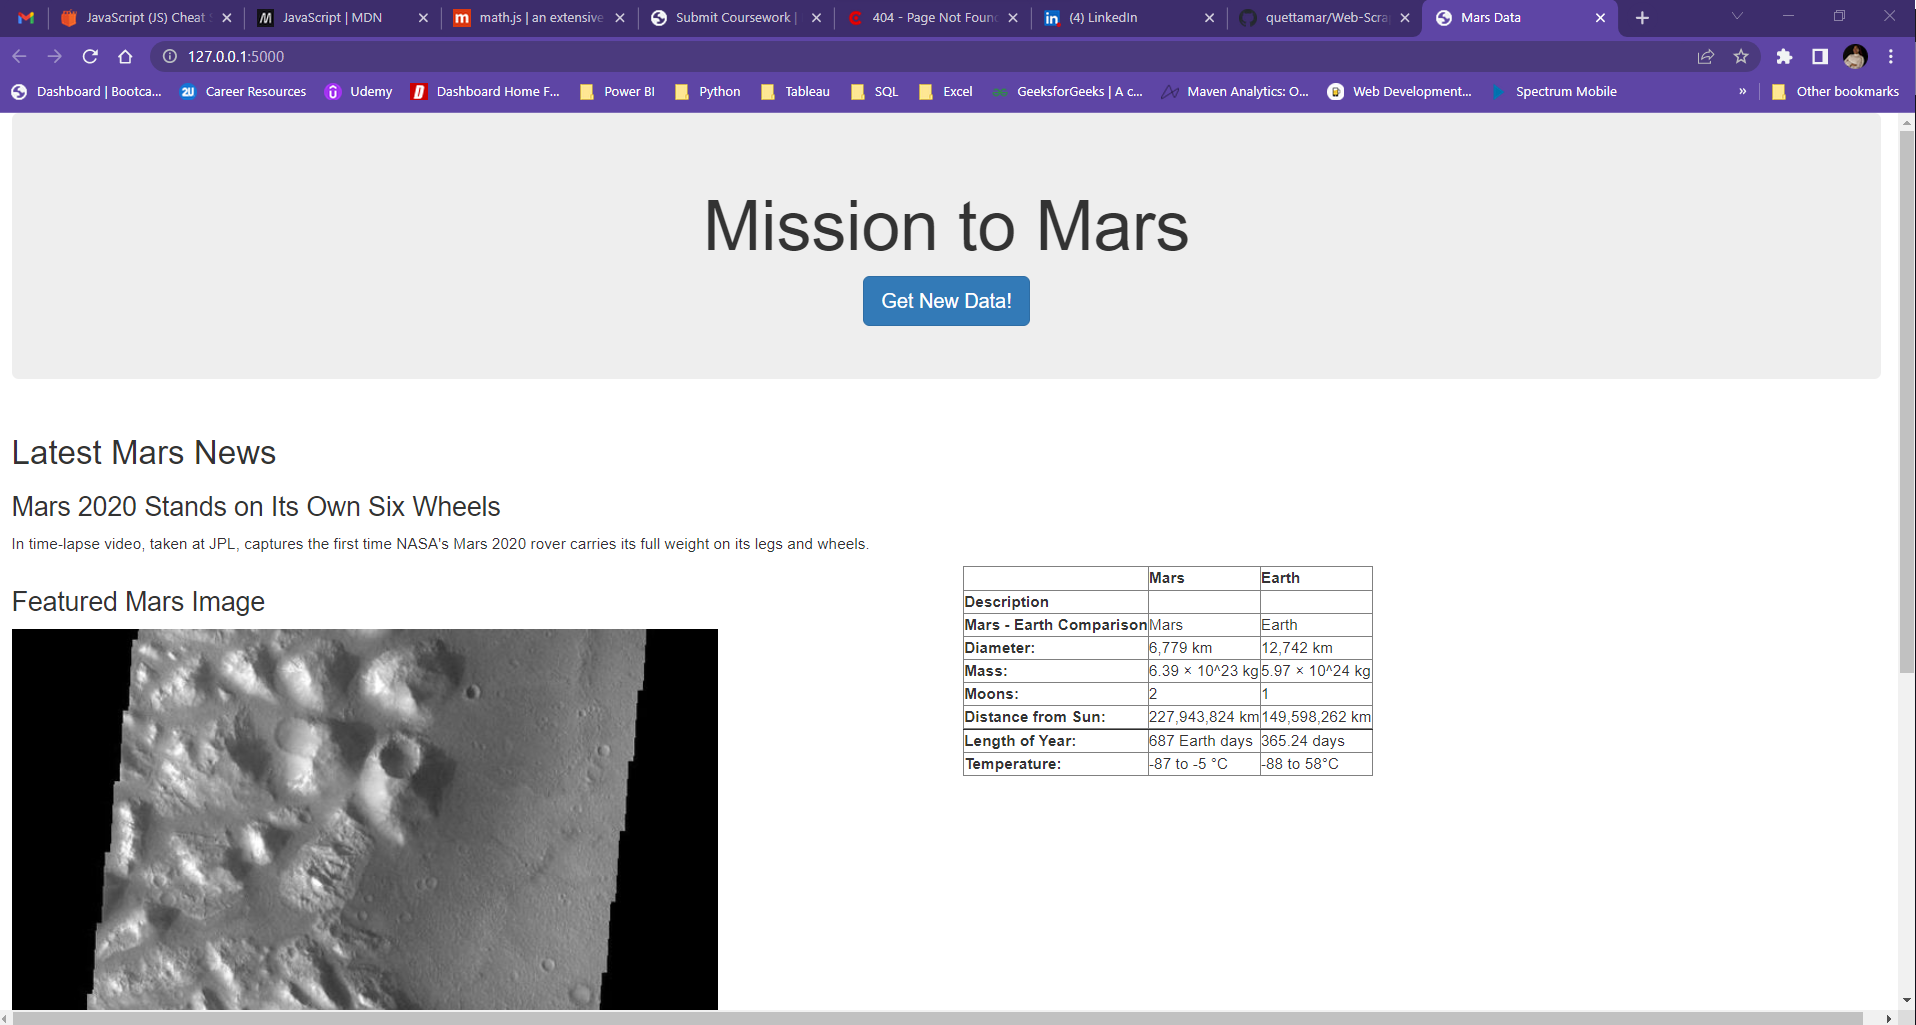 JavaScript (JS) Cheat
JavaScript | MDN
math.js | an extensive
Submit Coursework |
404 - Page Not Foun
(4) LinkedIn
quettamar/Web-Scra
Mars Data
127.0.0.1:5000
Dashboard | Bootca...
2U Career Resources
Udemy
Dashboard Home F...
Power BI
Python
Tableau
SQL
Excel
GeeksforGeeks | A c...
Maven Analytics: O...
Web Development...
Spectrum Mobile
»
Other bookmarks
Mission to Mars
Get New Data!
Latest Mars News
Mars 2020 Stands on Its Own Six Wheels
In time-lapse video, taken at JPL, captures the first time NASA's Mars 2020 rover carries its full weight on its legs and wheels.
Featured Mars Image
Mars Earth
Description
Mars - Earth Comparison Mars Earth
Diameter: 6,779 km 12,742 km
Mass: 6.39 × 10^23 kg 5.97 × 10^24 kg
Moons: 2 1
Distance from Sun: 227,943,824 km 149,598,262 km
Length of Year: 687 Earth days 365.24 days
Temperature: -87 to -5 °C -88 to 58°C